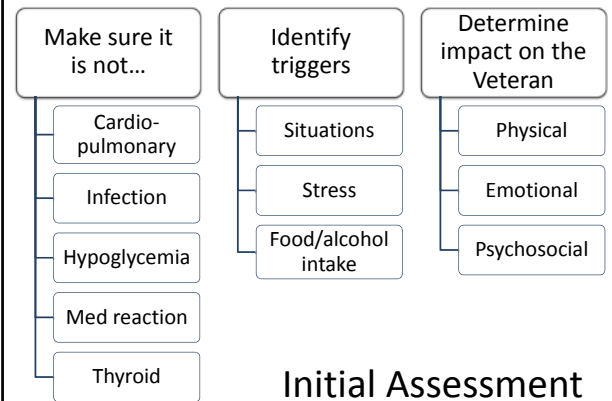 Make sure it
is not…
Cardio-
pulmonary
Infection
Hypoglycemia
Med reaction
Thyroid
Identify
triggers
Situations
Stress
Food/alcohol
intake
Determine
impact on the
Veteran
Physical
Emotional
Psychosocial
Initial Assessment